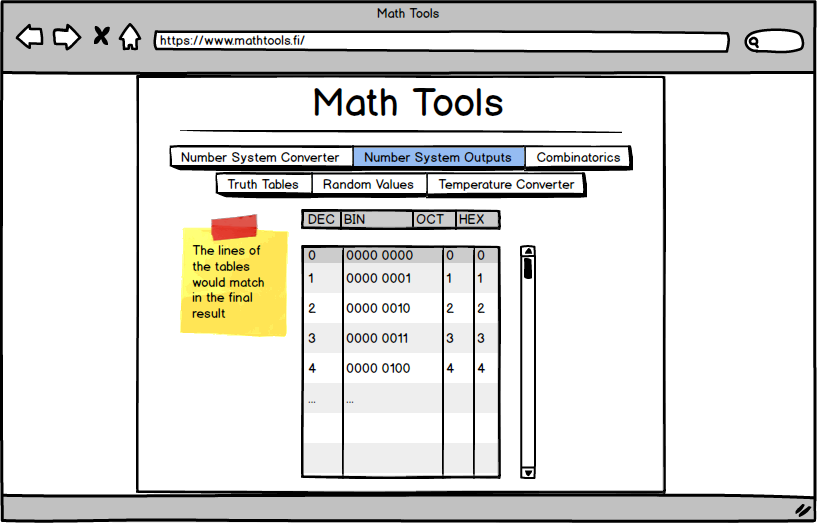 Math Tools
https://www.mathtools.fi/
Math Tools
Number System Converter Number System Outputs Combinatorics
Truth Tables Random Values Temperature Converter
DEC BIN OCT HEX
The lines of
the tables
would match
in the final
result
0 0000 0000 0 0
1 0000 0001 1 1
2 0000 0010 2 2
3 0000 0011 3 3
4 0000 0100 4 4
... ...